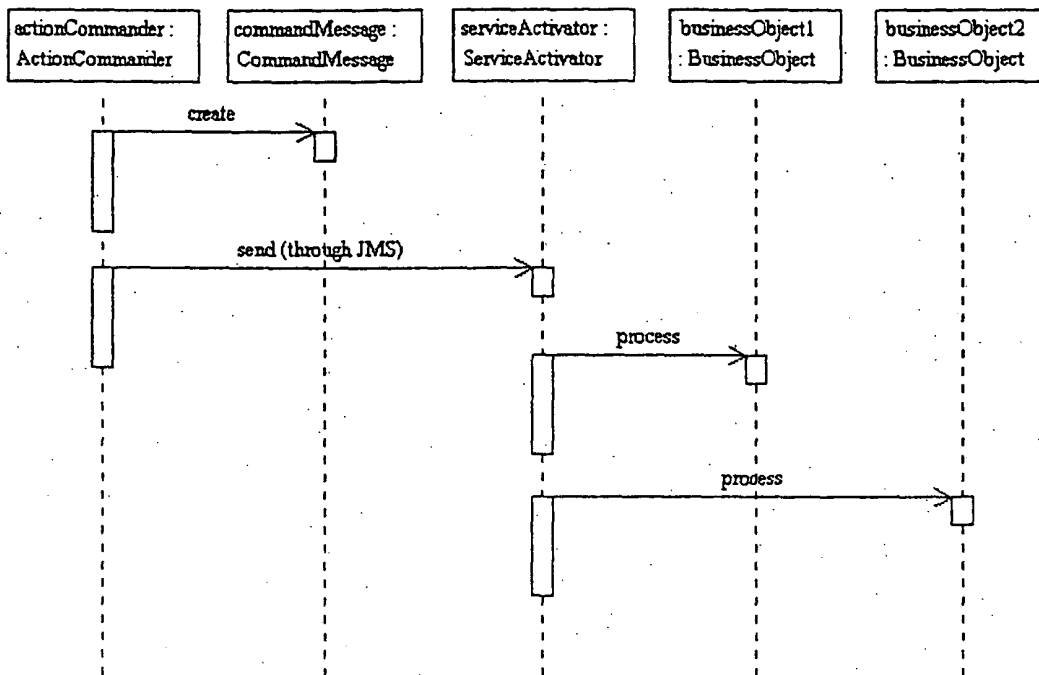 actionCommander :
ActionCommander
commandMessage :
CommandMessage
serviceActivator :
ServiceActivator
businessObject1
: BusinessObject
businessObject2
: BusinessObject
create
send (through JMS)
process
process